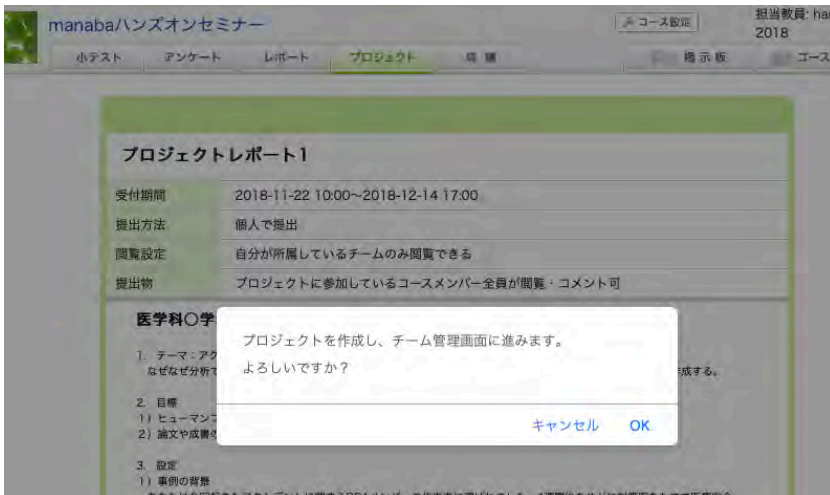 manabaハンズオンセミナー
コース設定
担当教員: han
2018
小テスト アンケート レポート プロジェクト 成績 掲示板 コース
プロジェクトレポート1
受付期間 2018-11-22 10:00～2018-12-14 17:00
提出方法 個人で提出
閲覧設定 自分が所属しているチームのみ閲覧できる
提出物 プロジェクトに参加しているコースメンバー全員が閲覧・コメント可
医学科○学
プロジェクトを作成し、チーム管理画面に進みます。
1. テーマ：アク
よろしいですか？
なぜなぜ分析で 成する。
2. 目標
1) ヒューマンフ
キャンセル OK
2) 論文や成書の
3. 設定
1) 事例の背景